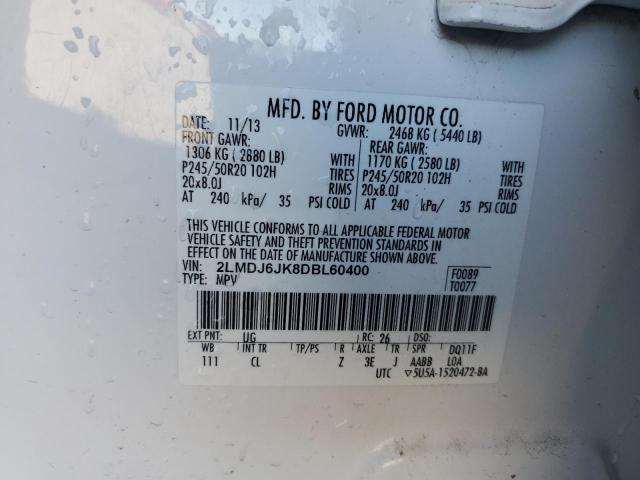 MFD. BY FORD MOTOR CO.
DATE: 11/13 GVWR: 2468 KG ( 5440 LB)
FRONT GAWR: REAR GAWR:
1306 KG ( 2880 LB) WITH 1170 KG ( 2580 LB) WITH
P245/50R20 102H TIRES P245/50R20 102H TIRES
20x8.0J RIMS 20x8.0J RIMS
AT 240 kPa/ 35 PSI COLD AT 240 kPa/ 35 PSI COLD
THIS VEHICLE CONFORMS TO ALL APPLICABLE FEDERAL MOTOR
VEHICLE SAFETY AND THEFT PREVENTION STANDARDS IN
EFFECT ON THE DATE OF MANUFACTURE SHOWN ABOVE.
VIN: 2LMDJ6JK8DBL60400 F0089
TYPE: MPV T0077
EXT PNT: UG RC: 26 DSO:
WB INT TR TP/PS R AXLE TR SPR DQ11F
111 CL Z 3E J AABB L0A
UTC ▽5U5A-1520472-BA